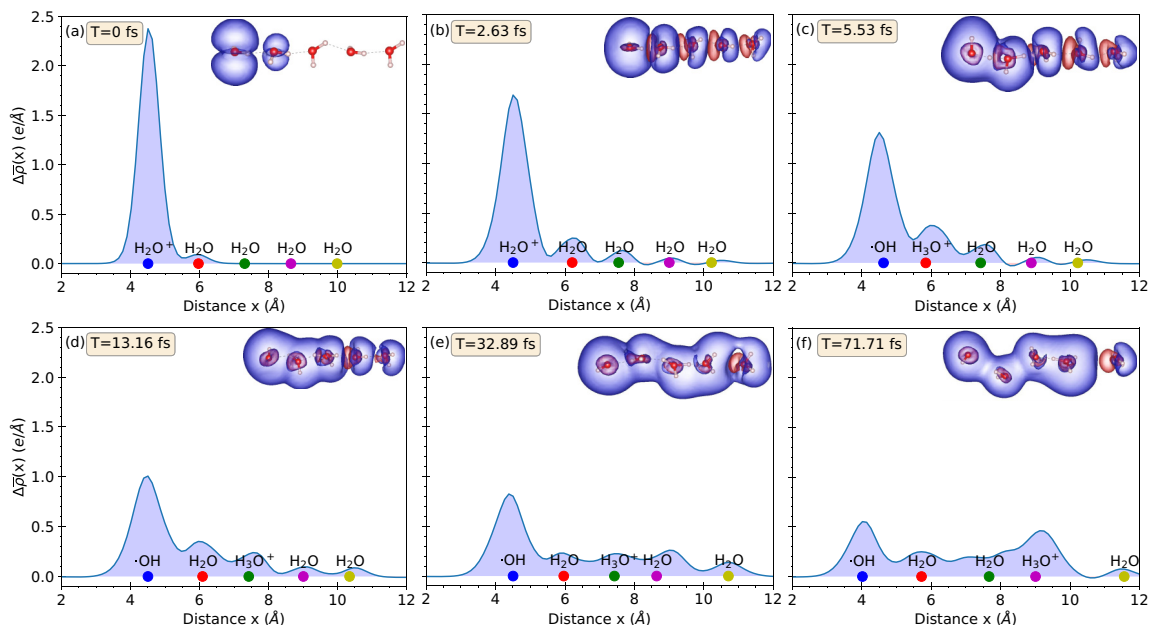 (a) T=0 fs
2.5
2.0
1.5
1.0
0.5
0.0
Δρ̅(x) (e/Å)
H₂O⁺ H₂O H₂O H₂O H₂O
2 4 6 8 10 12
Distance x (Å)
(b) T=2.63 fs
H₂O⁺ H₂O H₂O H₂O H₂O
2 4 6 8 10 12
Distance x (Å)
(c) T=5.53 fs
·OH H₃O⁺ H₂O H₂O H₂O
2 4 6 8 10 12
Distance x (Å)
(d) T=13.16 fs
2.5
2.0
1.5
1.0
0.5
0.0
Δρ̅(x) (e/Å)
·OH H₂O H₃O⁺ H₂O H₂O
2 4 6 8 10 12
Distance x (Å)
(e) T=32.89 fs
·OH H₂O H₃O⁺ H₂O H₂O
2 4 6 8 10 12
Distance x (Å)
(f) T=71.71 fs
·OH H₂O H₂O H₃O⁺ H₂O
2 4 6 8 10 12
Distance x (Å)